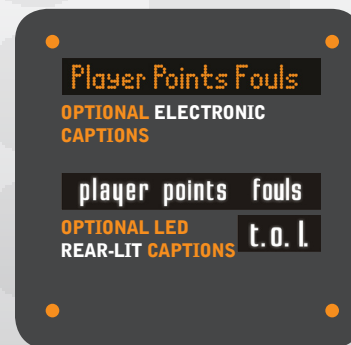 Player Points Fouls
OPTIONAL ELECTRONIC
CAPTIONS
player points fouls
OPTIONAL LED
REAR-LIT CAPTIONS
t.o.l.